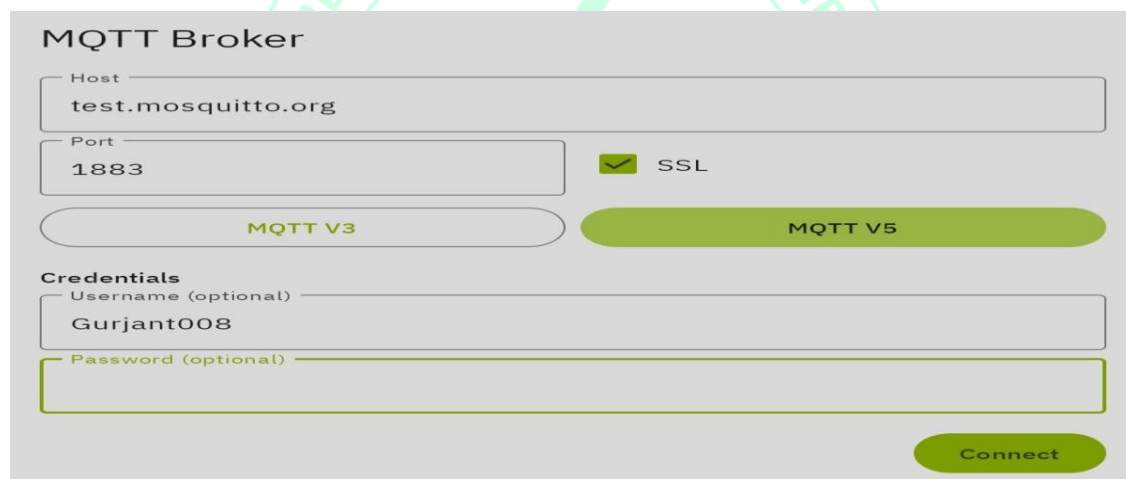 MQTT Broker
Host
test.mosquitto.org
Port
1883
SSL
MQTT V3
MQTT V5
Credentials
Username (optional)
Gurjant008
Password (optional)
Connect